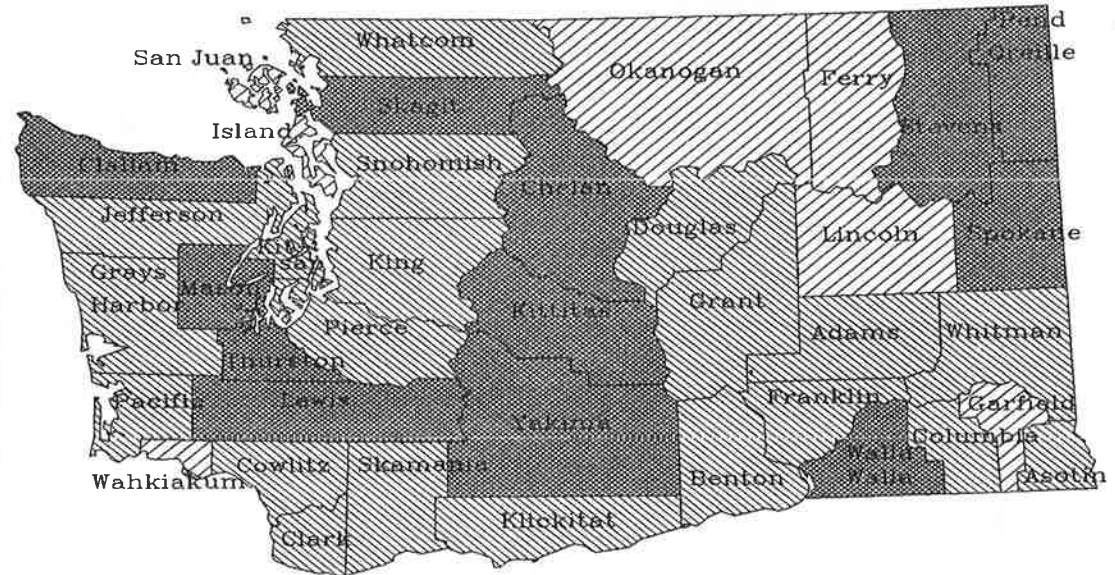 Whatcom
Pend
Oreille
San Juan
Okanogan
Ferry
Skagit
Stevens
Island
Snohomish
Clallam
Chelan
Jefferson
Douglas
Lincoln
Spokane
Kit
sap
King
Grays
Harbor
Mason
Grant
Kittitas
Pierce
Adams
Whitman
Thurston
Pacific
Lewis
Franklin
Garfield
Yakima
Columbia
Walla
Walla
Wahkiakum
Cowlitz
Skamania
Benton
Asotin
Klickitat
Clark